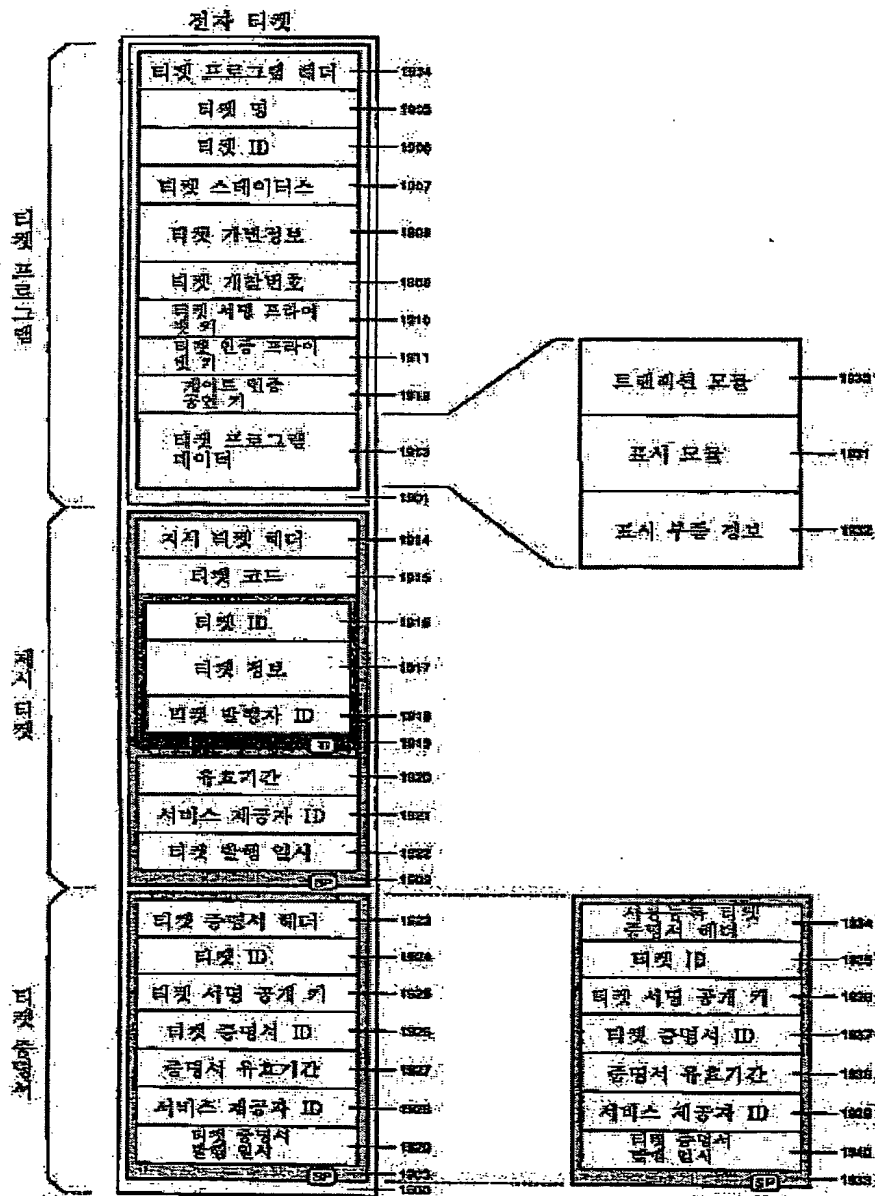 전자 티켓
티켓 프로그램
티켓 프로그램 헤더
1904
티켓 명
1905
티켓 ID
1906
티켓 스테이터스
1907
티켓 가변정보
1908
티켓 개찰번호
1909
티켓 서명 프라이
빗 키
1910
티켓 인증 프라이
빗 키
1911
게이트 인증
공개 키
1912
티켓 프로그램
데이터
1913
1901
트랜잭션 모듈
1930
표시 모듈
1931
표시 부품 정보
1932
제시 티켓
제시 티켓 헤더
1914
티켓 코드
1915
티켓 ID
1916
티켓 정보
1917
티켓 발행자 ID
1918
1919
유효기간
1920
서비스 제공자 ID
1921
티켓 발행 일시
1922
SP
1902
티켓 증명서
티켓 증명서 헤더
1923
티켓 ID
1924
티켓 서명 공개 키
1925
티켓 증명서 ID
1926
증명서 유효기간
1927
서비스 제공자 ID
1928
티켓 증명서
발행 일시
1929
SP
1903
1900
사용등록 티켓
증명서 헤더
1934
티켓 ID
1935
티켓 서명 공개 키
1936
티켓 증명서 ID
1937
증명서 유효기간
1938
서비스 제공자 ID
1939
티켓 증명서
발행 일시
1940
SP
1933